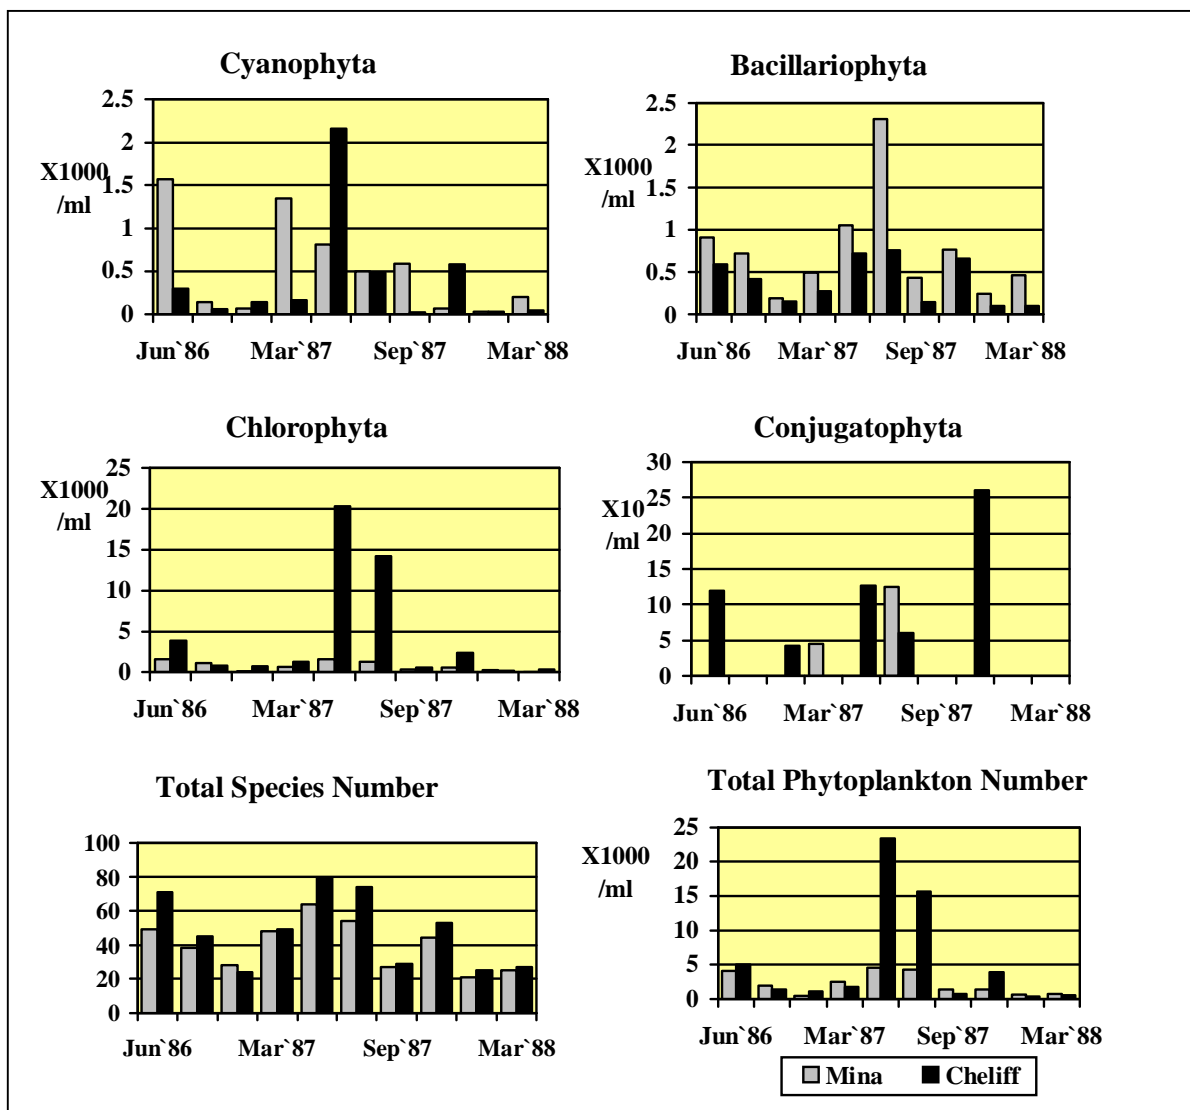 Cyanophyta
X1000
/ml
2.5
2
1.5
1
0.5
0
Jun`86 Mar`87 Sep`87 Mar`88
Bacillariophyta
X1000
/ml
2.5
2
1.5
1
0.5
0
Jun`86 Mar`87 Sep`87 Mar`88
Chlorophyta
X1000
/ml
25
20
15
10
5
0
Jun`86 Mar`87 Sep`87 Mar`88
Conjugatophyta
X10
/ml
30
25
20
15
10
5
0
Jun`86 Mar`87 Sep`87 Mar`88
Total Species Number
100
80
60
40
20
0
Jun`86 Mar`87 Sep`87 Mar`88
Total Phytoplankton Number
X1000
/ml
25
20
15
10
5
0
Jun`86 Mar`87 Sep`87 Mar`88
Mina Cheliff